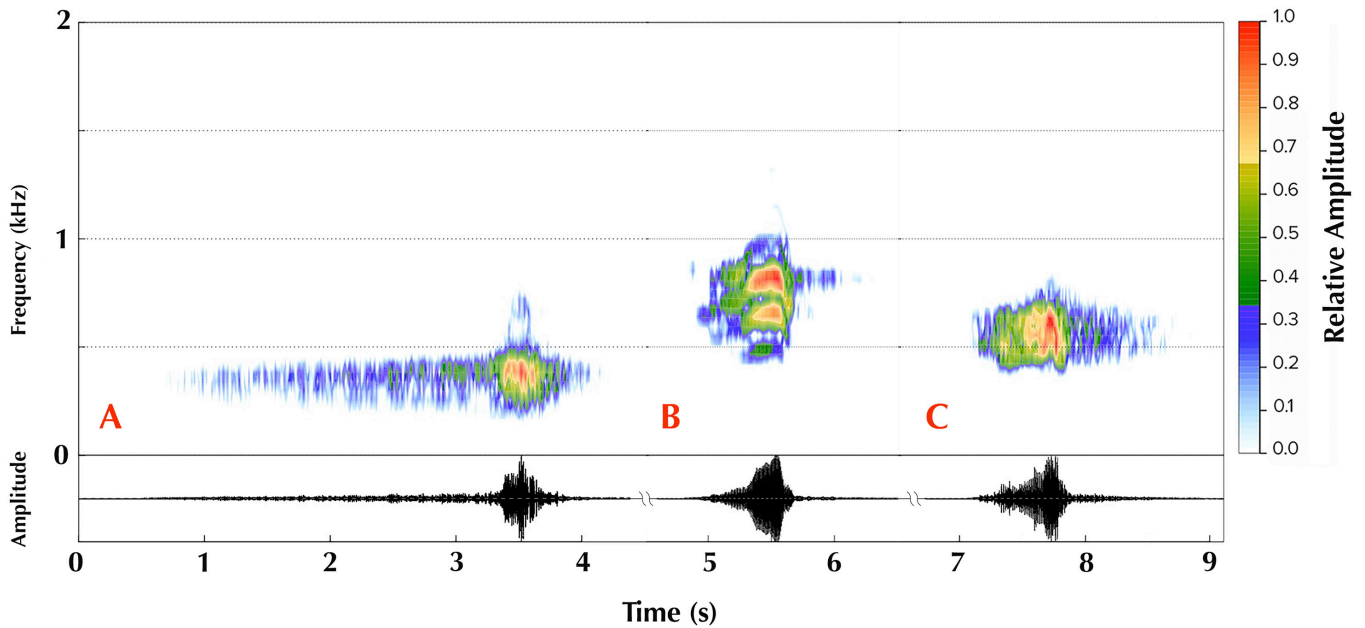 2
1
0
Frequency (kHz)
A
B
C
Amplitude
0 1 2 3 4 5 6 7 8 9
Time (s)
1.0
0.9
0.8
0.7
0.6
0.5
0.4
0.3
0.2
0.1
0.0
Relative Amplitude